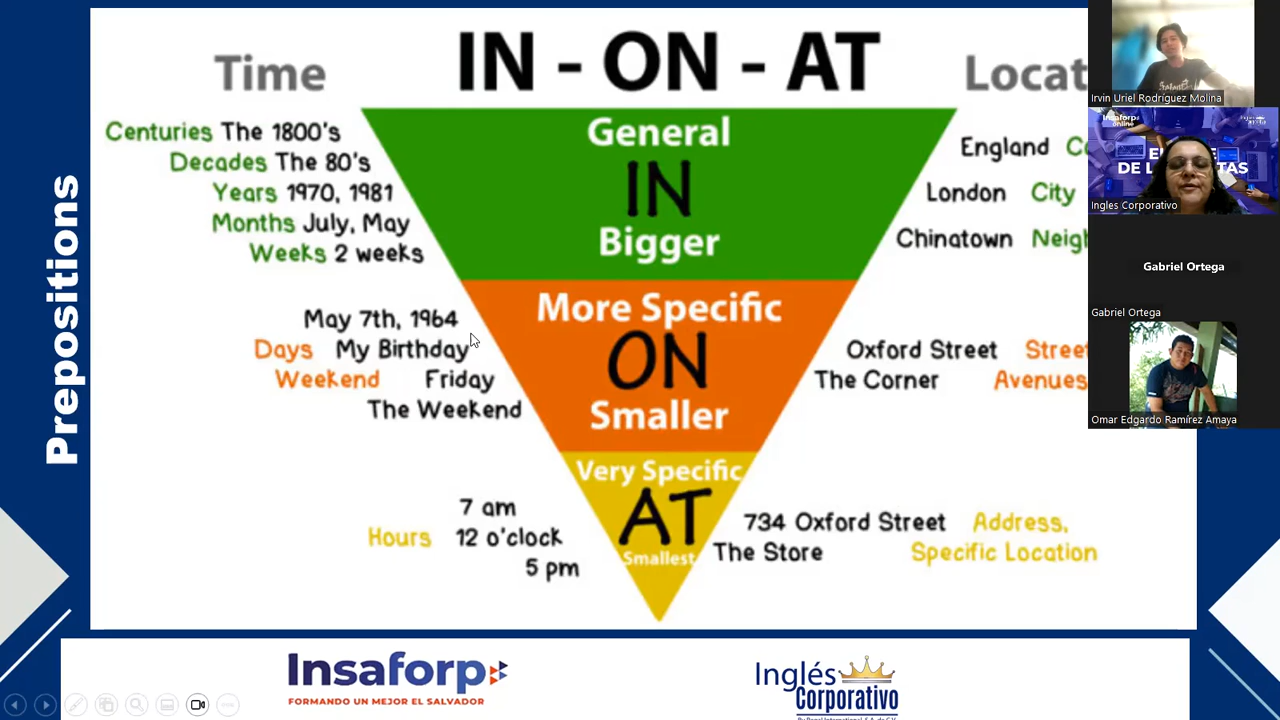 Prepositions
IN - ON - AT
Time
Centuries The 1800's
Decades The 80's
Years 1970, 1981
Months July, May
Weeks 2 weeks
May 7th, 1964
Days My Birthday
Weekend Friday
The Weekend
7 am
Hours 12 o'clock
5 pm
General
IN
Bigger
More Specific
ON
Smaller
Very Specific
AT
Smallest
England
London City
Chinatown
Oxford Street Street
The Corner Avenues
734 Oxford Street Address,
The Store Specific Location
Insaforp
FORMANDO UN MEJOR EL SALVADOR
Inglés
Corporativo
Irvin Uriel Rodríguez Molina
Insaforp
online
Ingles Corporativo
Gabriel Ortega
Gabriel Ortega
Omar Edgardo Ramírez Amaya